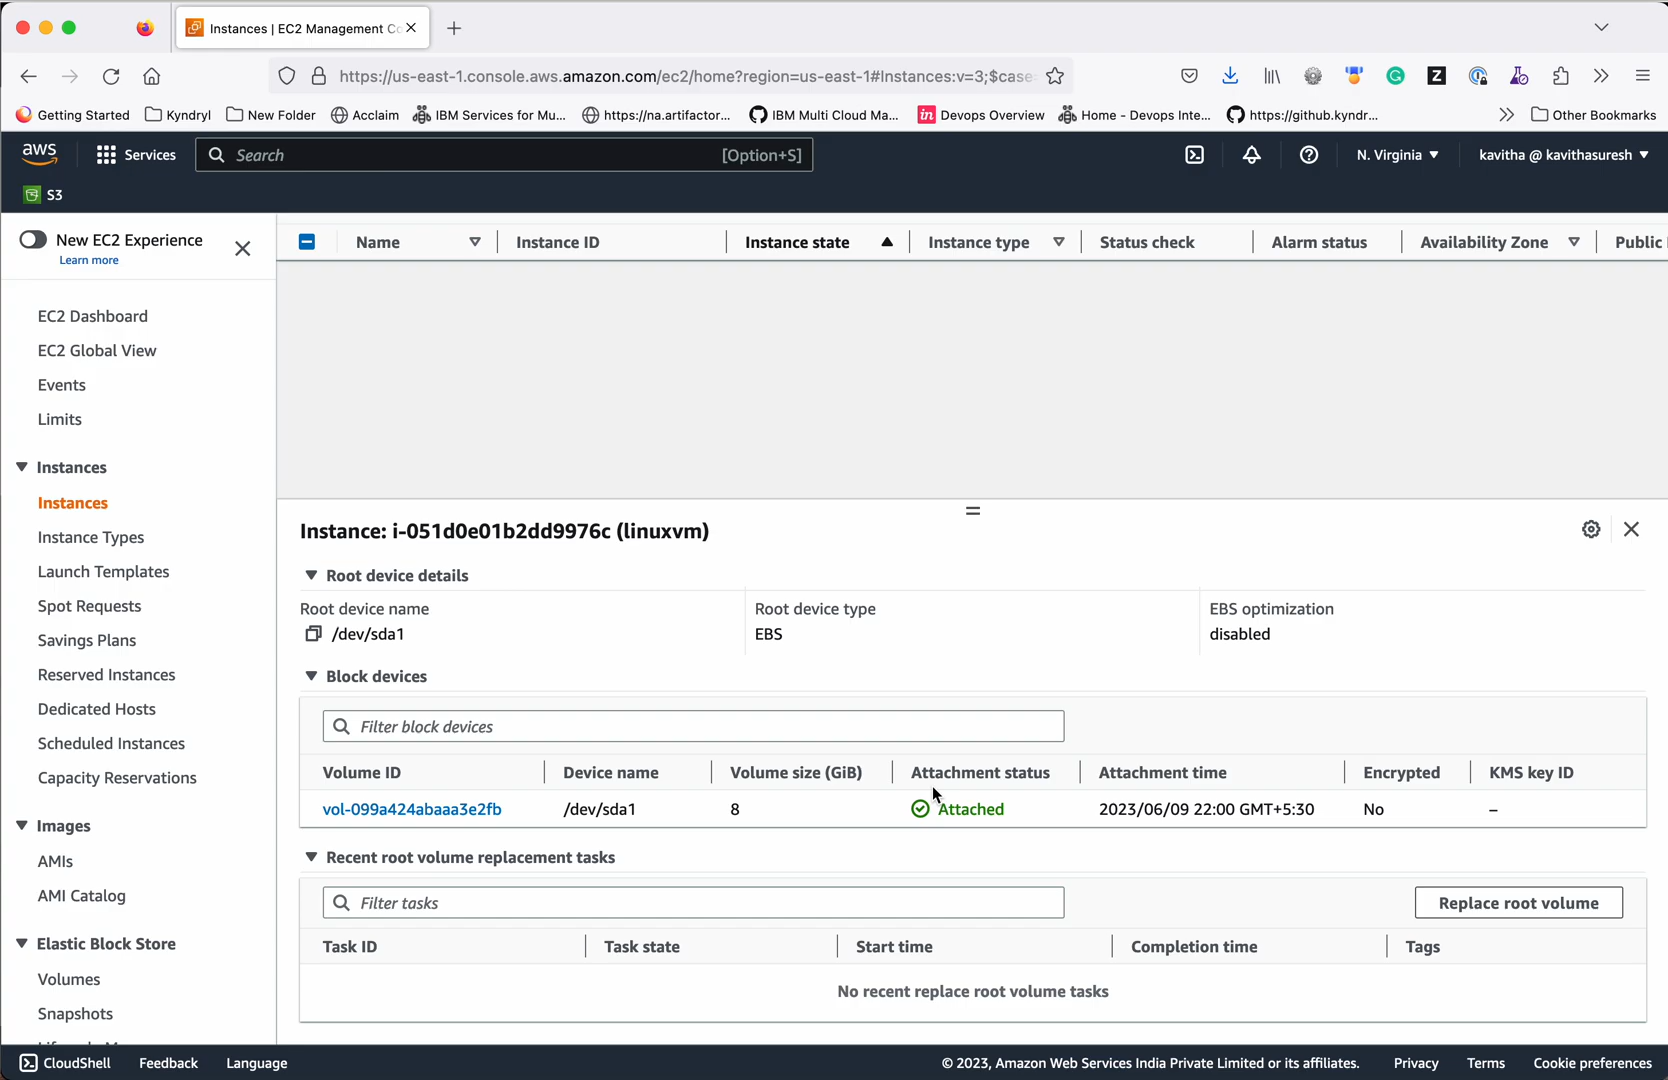 Instances | EC2 Management Co
https://us-east-1.console.aws.amazon.com/ec2/home?region=us-east-1#Instances:v=3;$case=
Getting Started Kyndryl New Folder Acclaim IBM Services for Mu... https://na.artifactor... IBM Multi Cloud Ma... Devops Overview Home - Devops Inte... https://github.kyndr... Other Bookmarks
aws Services Search [Option+S] N. Virginia kavitha @ kavithasuresh
S3
New EC2 Experience
Learn more
EC2 Dashboard
EC2 Global View
Events
Limits
Instances
Instances
Instance Types
Launch Templates
Spot Requests
Savings Plans
Reserved Instances
Dedicated Hosts
Scheduled Instances
Capacity Reservations
Images
AMIs
AMI Catalog
Elastic Block Store
Volumes
Snapshots
Name Instance ID Instance state Instance type Status check Alarm status Availability Zone Public
Instance: i-051d0e01b2dd9976c (linuxvm)
Root device details
Root device name Root device type EBS optimization
/dev/sda1 EBS disabled
Block devices
Filter block devices
Volume ID Device name Volume size (GiB) Attachment status Attachment time Encrypted KMS key ID
vol-099a424abaaa3e2fb /dev/sda1 8 Attached 2023/06/09 22:00 GMT+5:30 No –
Recent root volume replacement tasks
Filter tasks Replace root volume
Task ID Task state Start time Completion time Tags
No recent replace root volume tasks
CloudShell Feedback Language © 2023, Amazon Web Services India Private Limited or its affiliates. Privacy Terms Cookie preferences